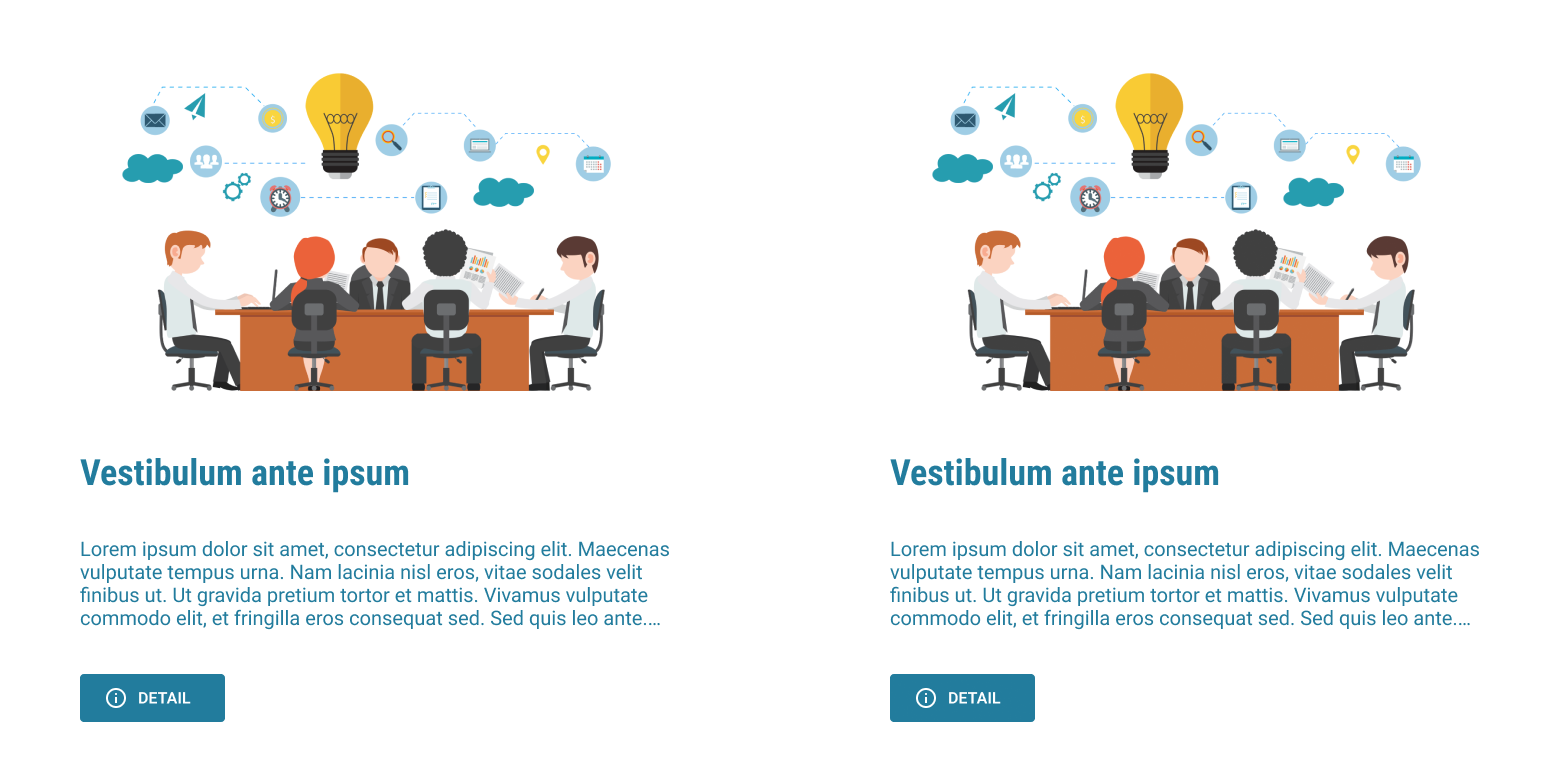 Vestibulum ante ipsum
Lorem ipsum dolor sit amet, consectetur adipiscing elit. Maecenas
vulputate tempus urna. Nam lacinia nisl eros, vitae sodales velit
finibus ut. Ut gravida pretium tortor et mattis. Vivamus vulputate
commodo elit, et fringilla eros consequat sed. Sed quis leo ante.…
DETAIL
Vestibulum ante ipsum
Lorem ipsum dolor sit amet, consectetur adipiscing elit. Maecenas
vulputate tempus urna. Nam lacinia nisl eros, vitae sodales velit
finibus ut. Ut gravida pretium tortor et mattis. Vivamus vulputate
commodo elit, et fringilla eros consequat sed. Sed quis leo ante.…
DETAIL